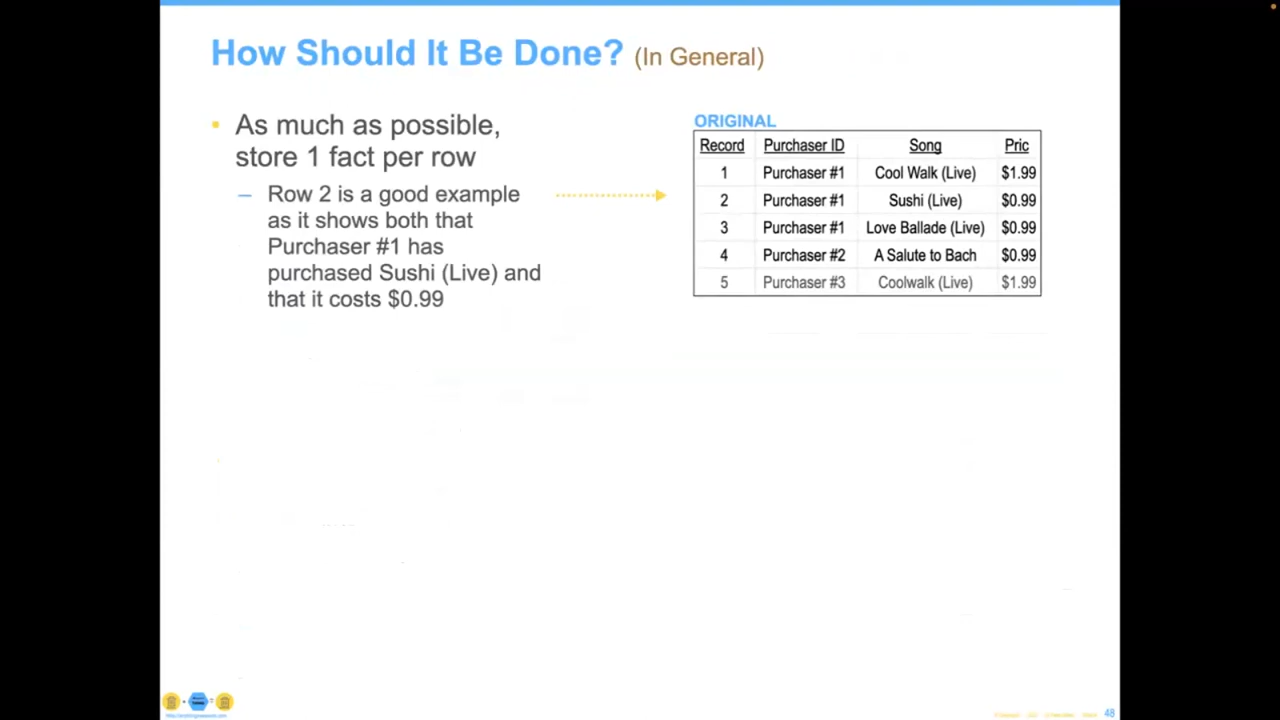 How Should It Be Done? (In General)
• As much as possible,
store 1 fact per row
– Row 2 is a good example
as it shows both that
Purchaser #1 has
purchased Sushi (Live) and
that it costs $0.99
ORIGINAL
Record Purchaser ID Song Pric
1 Purchaser #1 Cool Walk (Live) $1.99
2 Purchaser #1 Sushi (Live) $0.99
3 Purchaser #1 Love Ballade (Live) $0.99
4 Purchaser #2 A Salute to Bach $0.99
5 Purchaser #3 Coolwalk (Live) $1.99
48